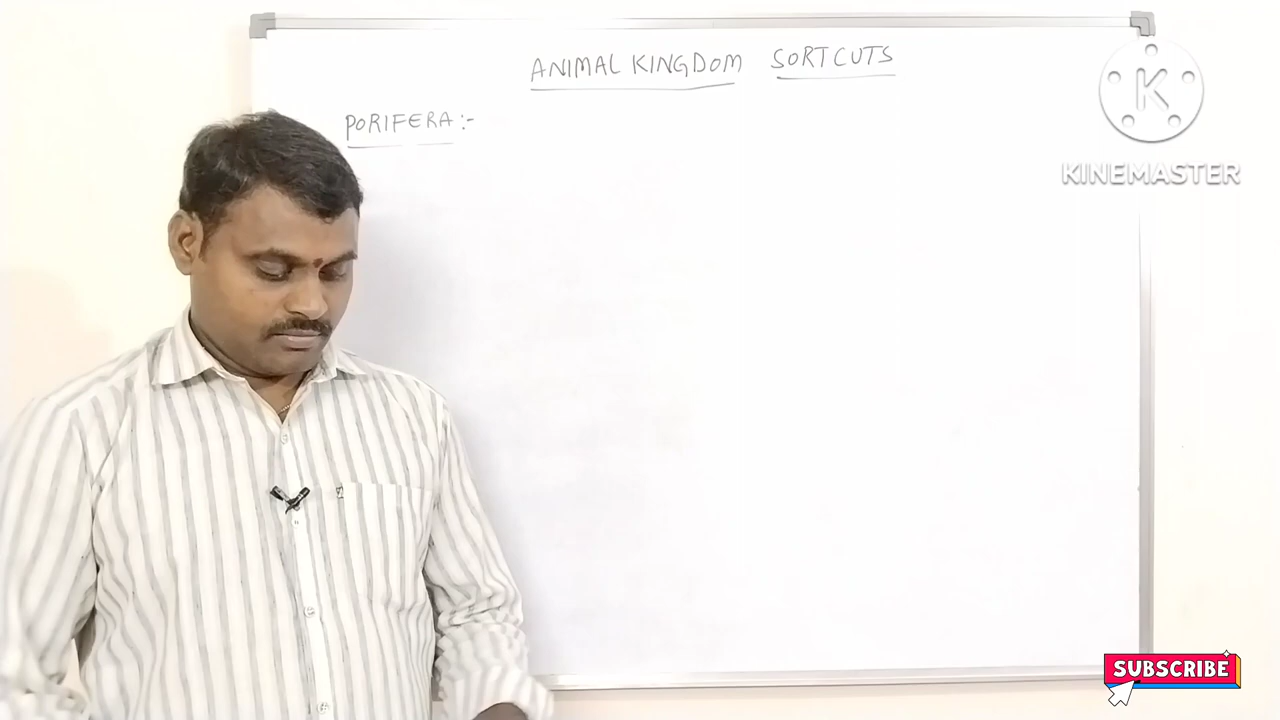 ANIMAL KINGDOM SORTCUTS
PORIFERA :-
K
KINEMASTER
SUBSCRIBE